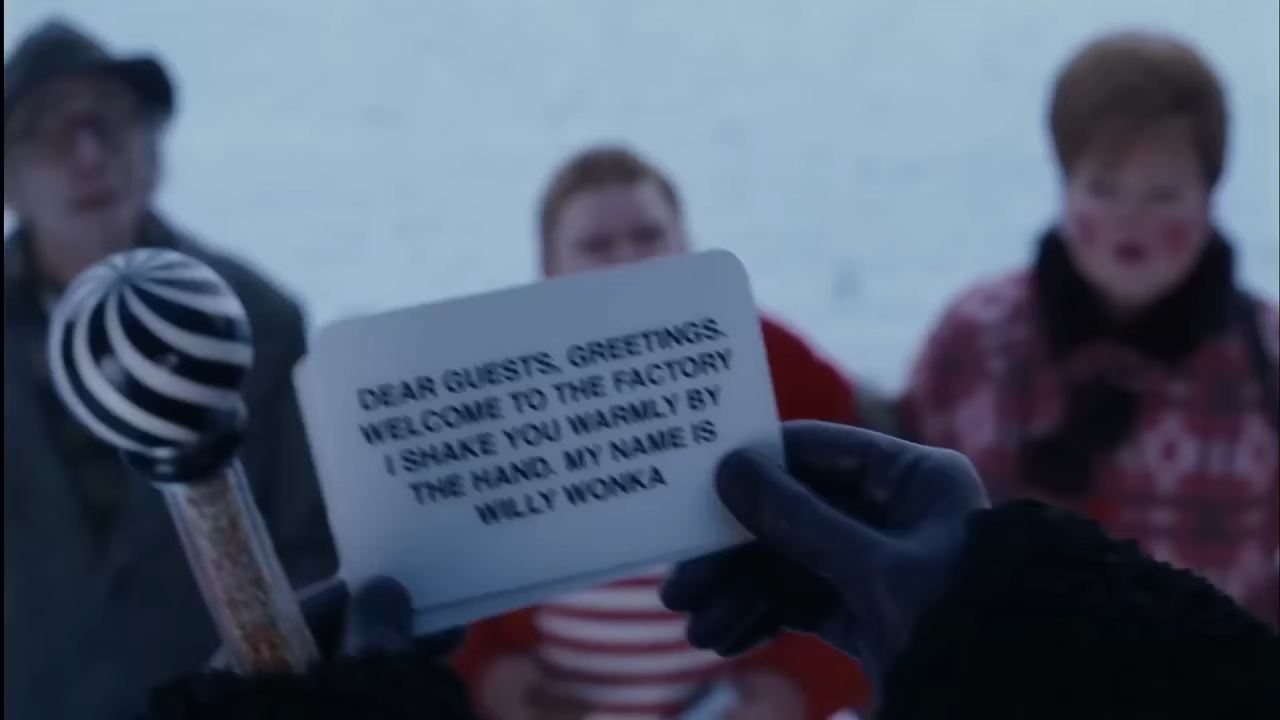 DEAR GUESTS, GREETINGS.
WELCOME TO THE FACTORY
I SHAKE YOU WARMLY BY
THE HAND. MY NAME IS
WILLY WONKA